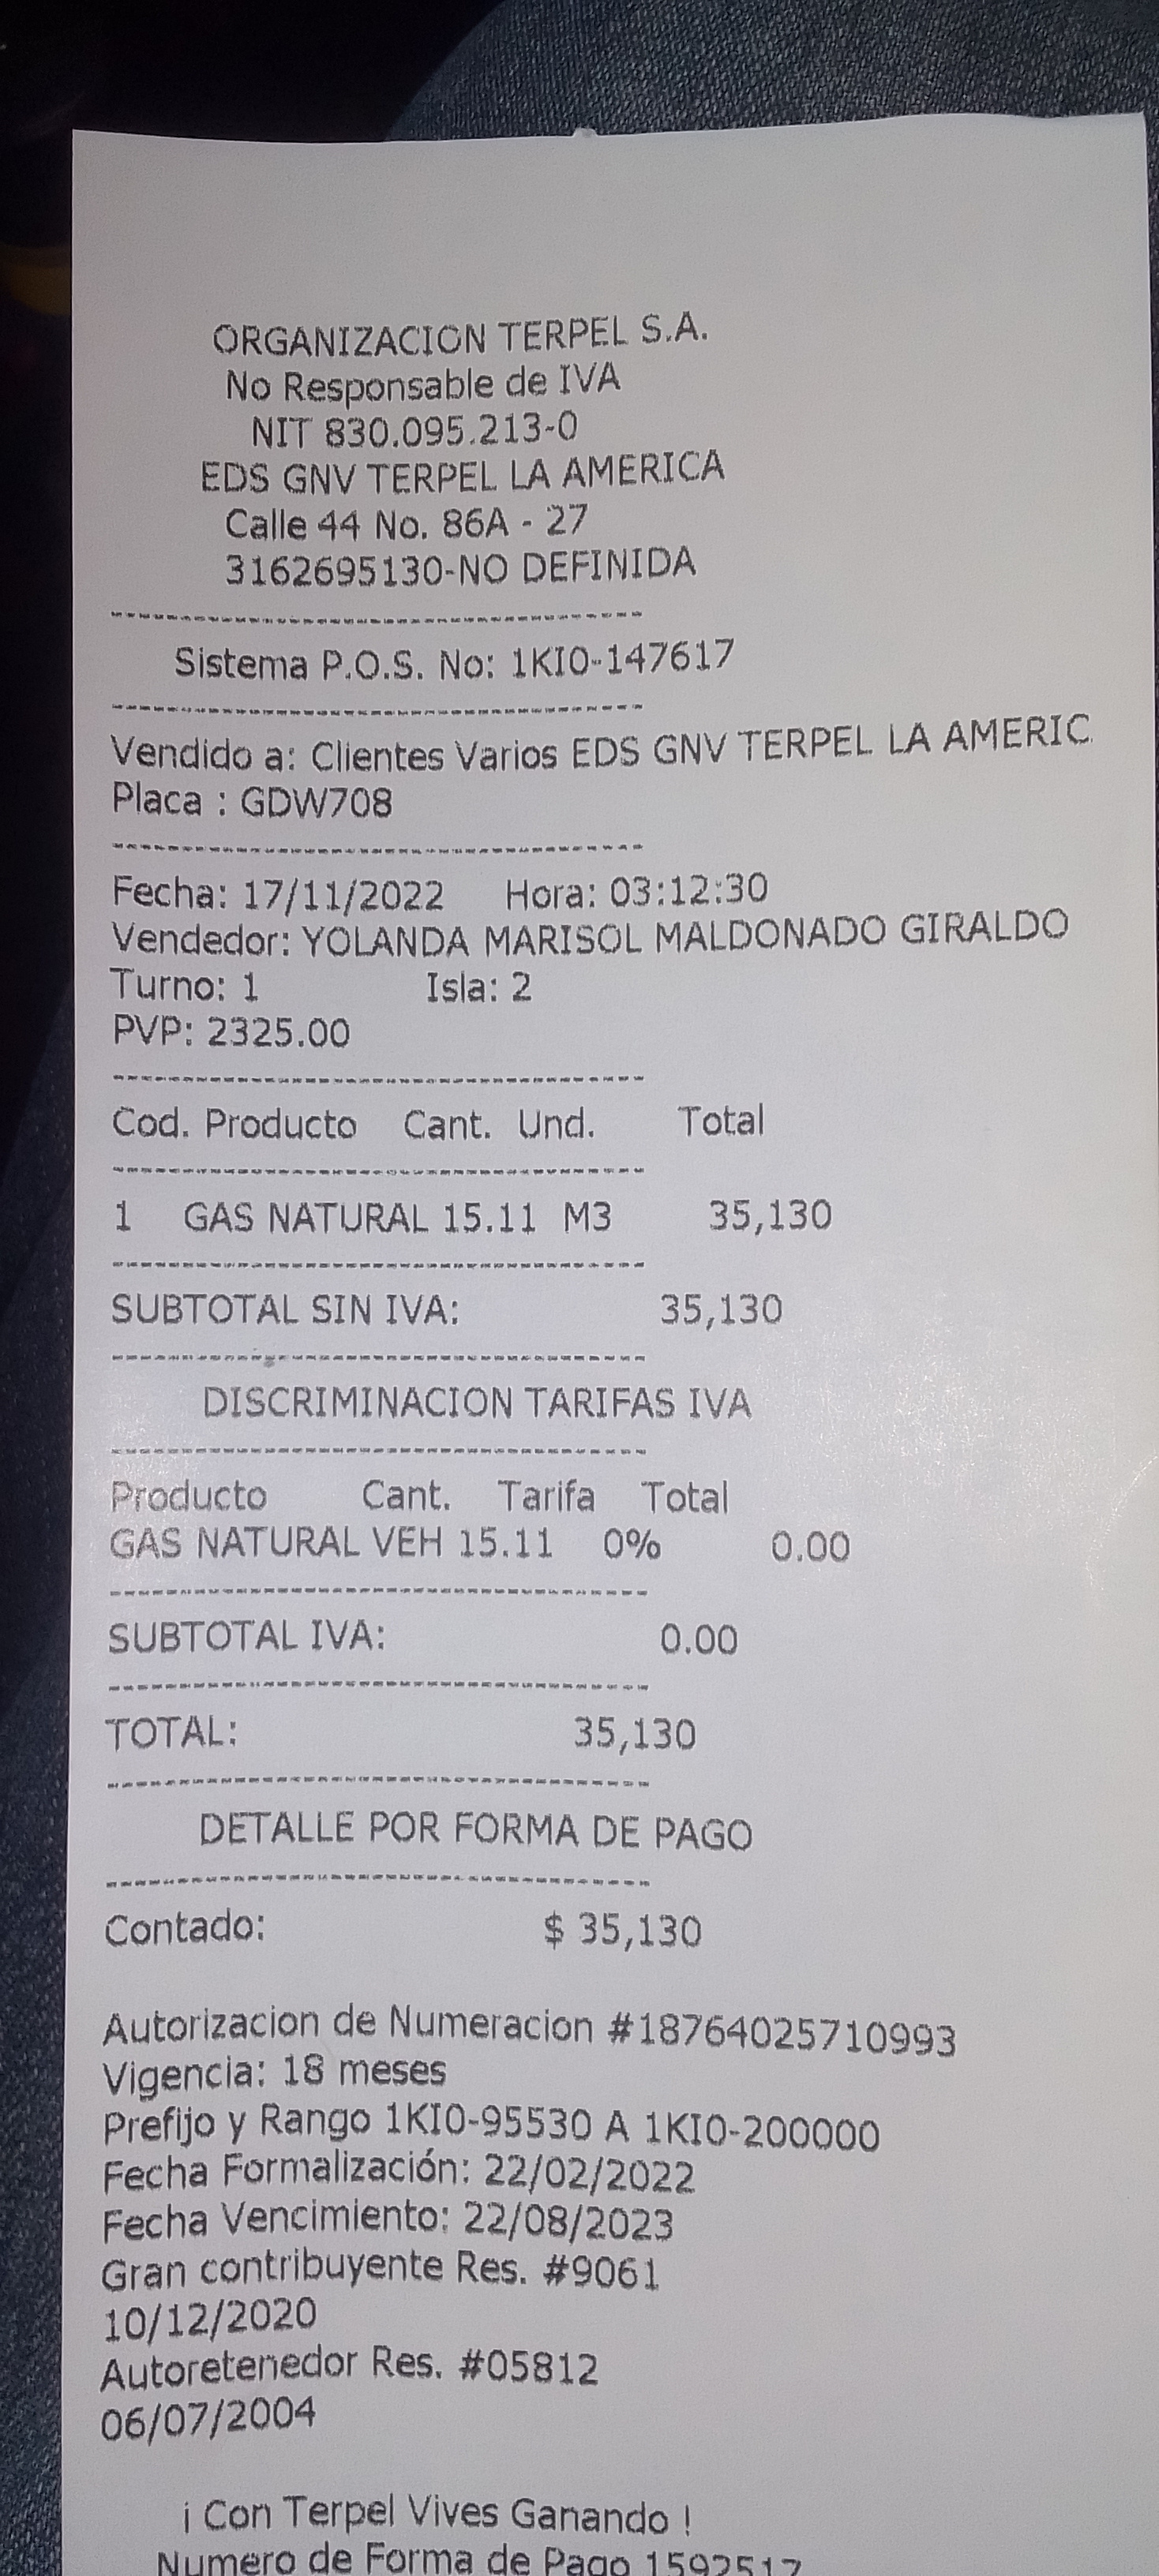 ORGANIZACION TERPEL S.A.
No Responsable de IVA
NIT 830.095.213-0
EDS GNV TERPEL LA AMERICA
Calle 44 No. 86A - 27
3162695130-NO DEFINIDA
Sistema P.O.S. No: 1KI0-147617
Vendido a: Clientes Varios EDS GNV TERPEL LA AMERIC
Placa : GDW708
Fecha: 17/11/2022 Hora: 03:12:30
Vendedor: YOLANDA MARISOL MALDONADO GIRALDO
Turno: 1 Isla: 2
PVP: 2325.00
Cod. Producto Cant. Und. Total
1 GAS NATURAL 15.11 M3 35,130
SUBTOTAL SIN IVA: 35,130
DISCRIMINACION TARIFAS IVA
Producto Cant. Tarifa Total
GAS NATURAL VEH 15.11 0% 0.00
SUBTOTAL IVA: 0.00
TOTAL: 35,130
DETALLE POR FORMA DE PAGO
Contado: $ 35,130
Autorizacion de Numeracion #18764025710993
Vigencia: 18 meses
Prefijo y Rango 1KI0-95530 A 1KI0-200000
Fecha Formalización: 22/02/2022
Fecha Vencimiento: 22/08/2023
Gran contribuyente Res. #9061
10/12/2020
Autoretenedor Res. #05812
06/07/2004
¡ Con Terpel Vives Ganando !
Numero de Forma de Pago 1592517